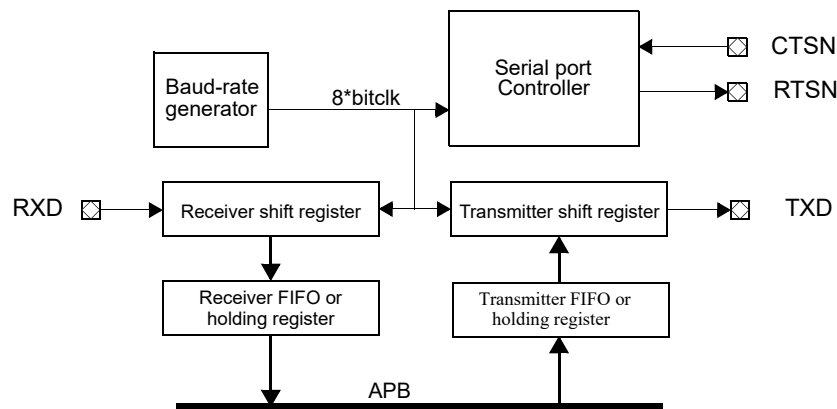 CTSN
Baud-rate
generator
8*bitclk
Serial port
Controller
RTSN
RXD
Receiver shift register
Transmitter shift register
TXD
Receiver FIFO or
holding register
Transmitter FIFO or
holding register
APB